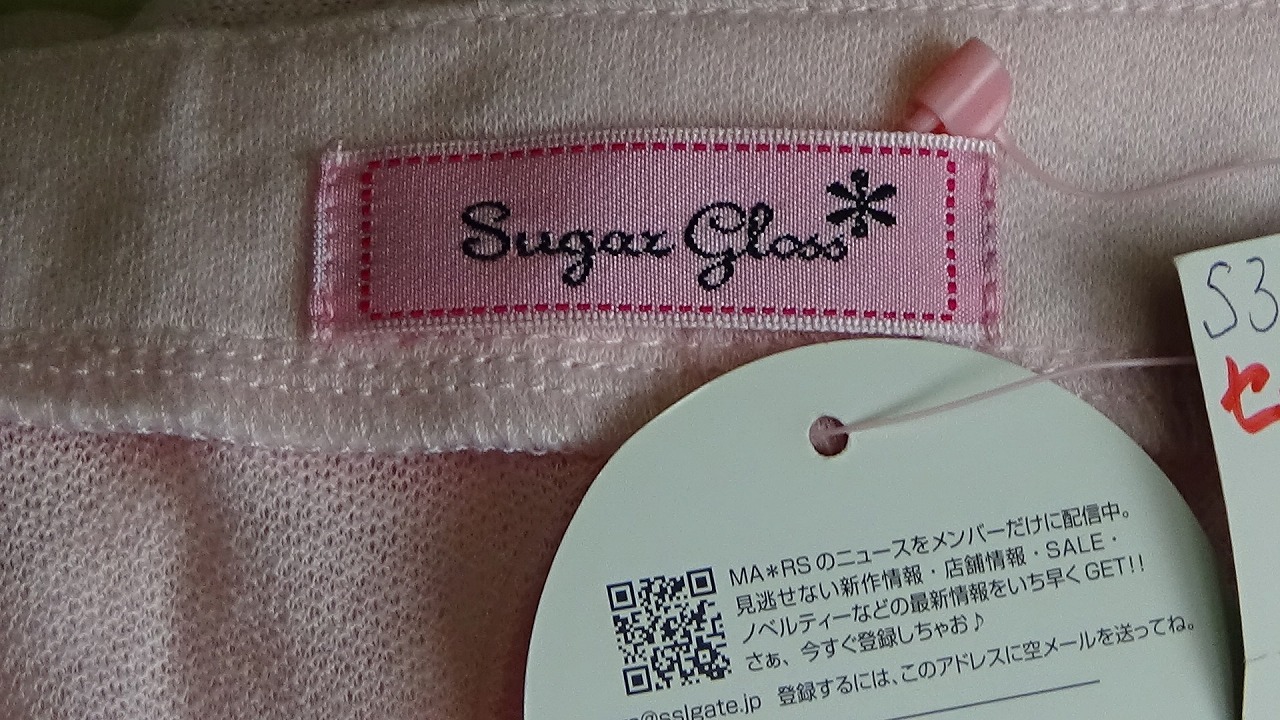 Sugar Gloss*
S3
セ
MA*RSのニュースをメンバーだけに配信中。
見逃せない新作情報・店舗情報・SALE・
ノベルティーなどの最新情報をいち早くGET!!
さぁ、今すぐ登録しちゃお♪
@sslgate.jp 登録するには、このアドレスに空メールを送ってね。